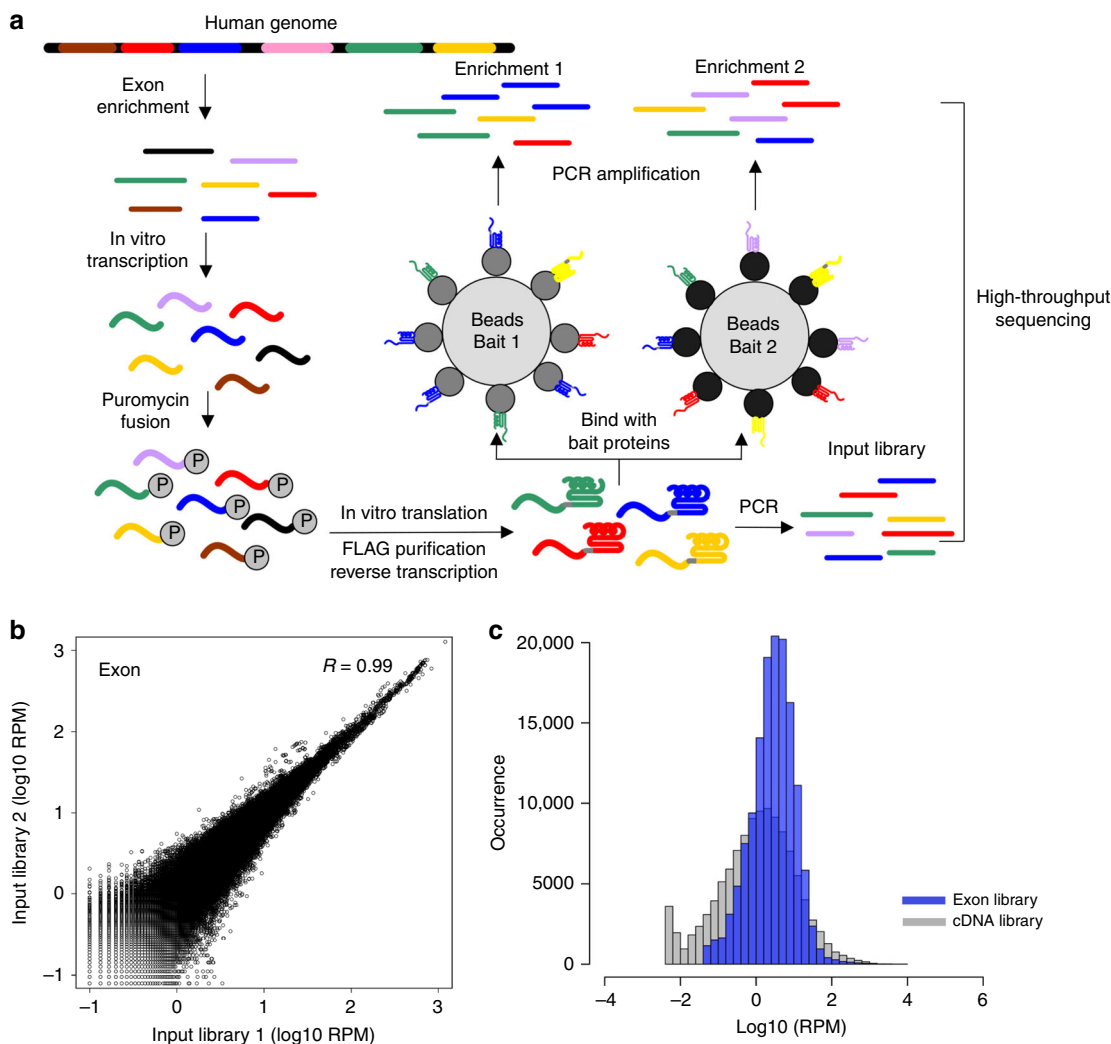 a
Human genome
Exon
enrichment
In vitro
transcription
Puromycin
fusion
P
P
P
P
P
P
P
In vitro translation
FLAG purification
reverse transcription
Enrichment 1
Enrichment 2
PCR amplification
Beads
Bait 1
Beads
Bait 2
Bind with
bait proteins
PCR
Input library
High-throughput
sequencing
b
Exon
R = 0.99
3
2
1
0
−1
Input library 2 (log10 RPM)
−1
0
1
2
3
Input library 1 (log10 RPM)
c
20,000
15,000
10,000
5000
0
Occurrence
Exon library
cDNA library
−4
−2
0
2
4
6
Log10 (RPM)